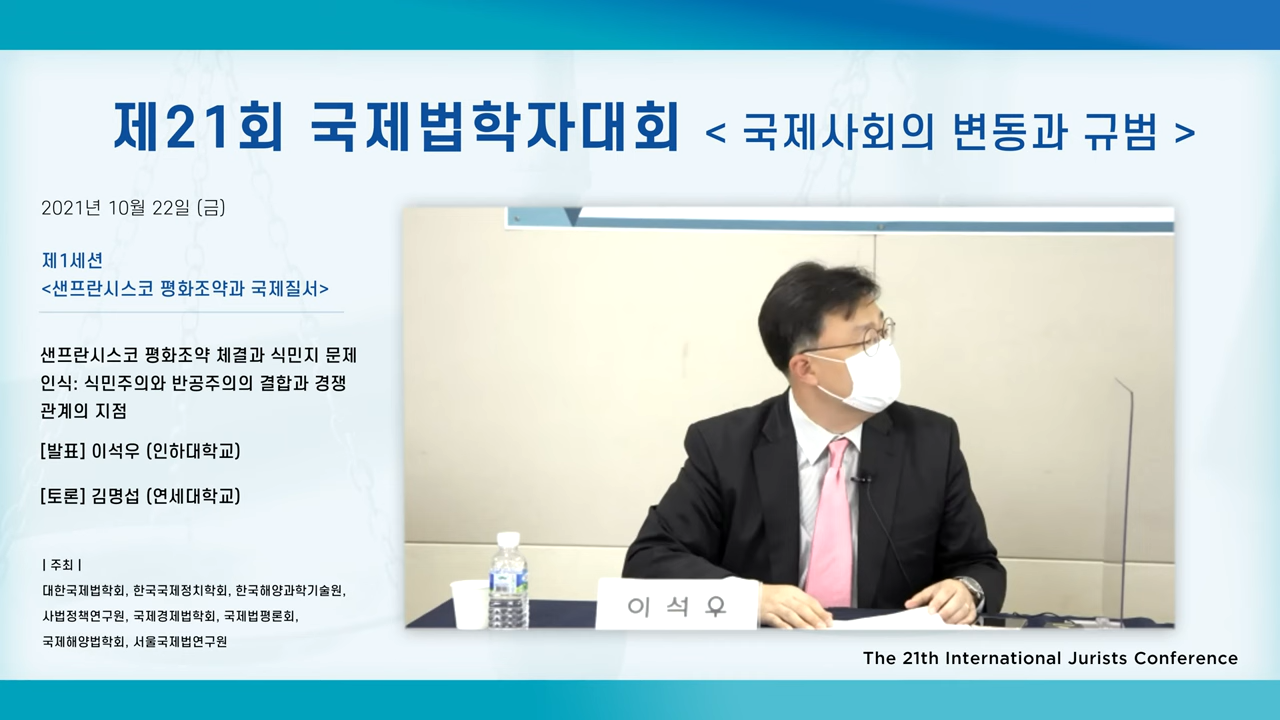 제21회 국제법학자대회 < 국제사회의 변동과 규범 >
2021년 10월 22일 (금)
제1세션
<샌프란시스코 평화조약과 국제질서>
샌프란시스코 평화조약 체결과 식민지 문제
인식: 식민주의와 반공주의의 결합과 경쟁
관계의 지점
[발표] 이석우 (인하대학교)
[토론] 김명섭 (연세대학교)
| 주최 |
대한국제법학회, 한국국제정치학회, 한국해양과학기술원,
사법정책연구원, 국제경제법학회, 국제법평론회,
국제해양법학회, 서울국제법연구원
이 석 우
The 21th International Jurists Conference